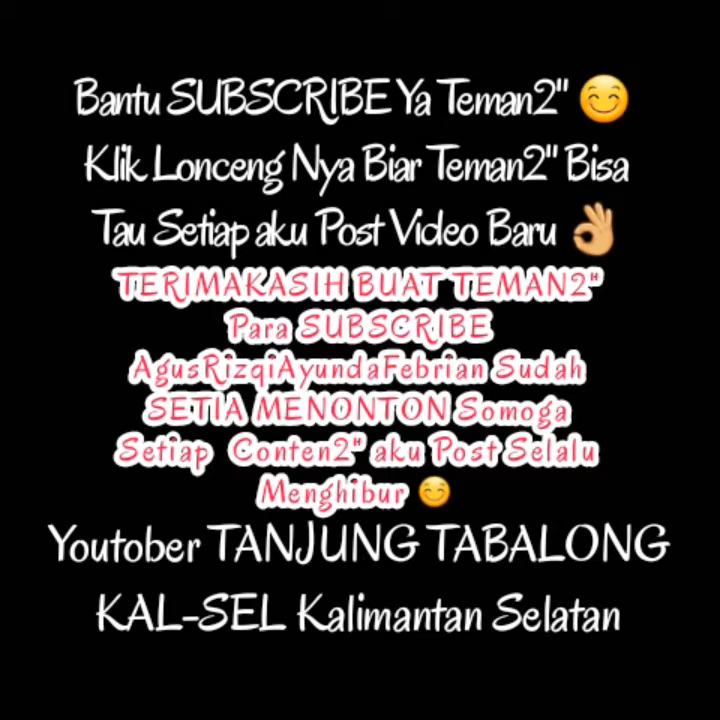 Bantu SUBSCRIBE Ya Teman2" 😊
Klik Lonceng Nya Biar Teman2" Bisa
Tau Setiap aku Post Video Baru 👌
TERIMAKASIH BUAT TEMAN2"
Para SUBSCRIBE
AgusRizqiAyundaFebrian Sudah
SETIA MENONTON Somoga
Setiap Conten2" aku Post Selalu
Menghibur 😊
Youtober TANJUNG TABALONG
KAL-SEL Kalimantan Selatan